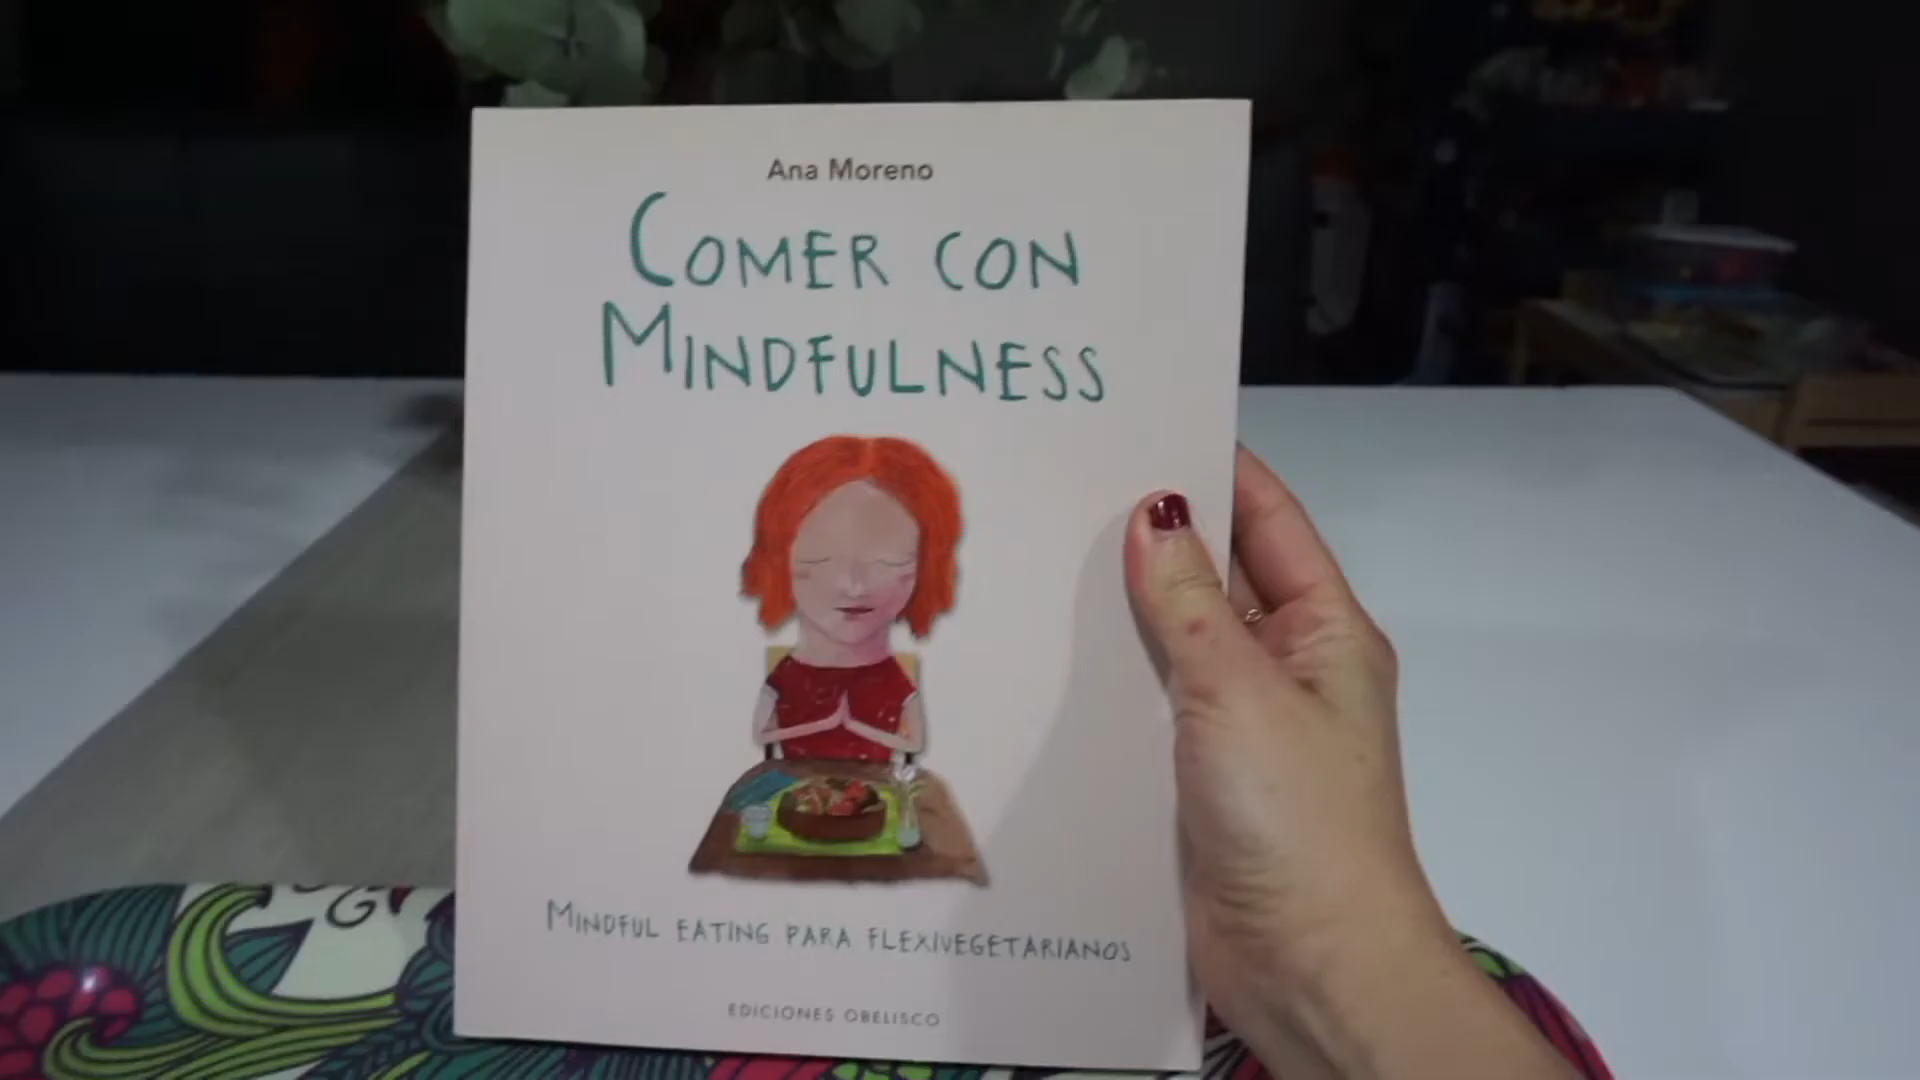 Ana Moreno
COMER CON
MINDFULNESS
MINDFUL EATING PARA FLEXIVEGETARIANOS
EDICIONES OBELISCO